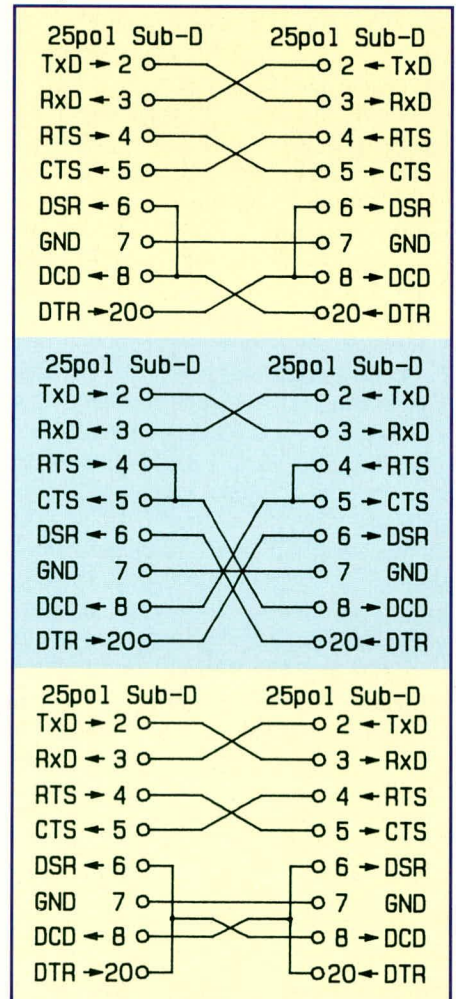 25pol Sub-D 25pol Sub-D
TxD → 2 2 ← TxD
RxD ← 3 3 → RxD
RTS → 4 4 ← RTS
CTS ← 5 5 → CTS
DSR ← 6 6 → DSR
GND 7 7 GND
DCD ← 8 8 → DCD
DTR → 20 20 ← DTR
25pol Sub-D 25pol Sub-D
TxD → 2 2 ← TxD
RxD ← 3 3 → RxD
RTS → 4 4 ← RTS
CTS ← 5 5 → CTS
DSR ← 6 6 → DSR
GND 7 7 GND
DCD ← 8 8 → DCD
DTR → 20 20 ← DTR
25pol Sub-D 25pol Sub-D
TxD → 2 2 ← TxD
RxD ← 3 3 → RxD
RTS → 4 4 ← RTS
CTS ← 5 5 → CTS
DSR ← 6 6 → DSR
GND 7 7 GND
DCD ← 8 8 → DCD
DTR → 20 20 ← DTR